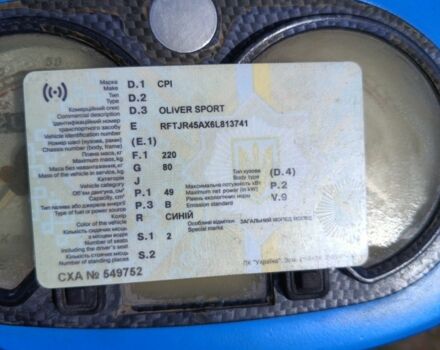 Марка
Make D.1 CPI
Тип
Type D.2
Комерційний опис
Commercial description D.3 OLIVER SPORT
Ідентифікаційний номер
транспортного засобу E RFTJR45AX6L813741
Vehicle identification number
Номер шасі (кузова, рами)
Chassis number (body, frame) (E.1)
Повна маса, кг
Maximum mass, kg F.1 220
Маса без навантаження, кг
Mass of the vehicle in service, kg G 80
Категорія
Vehicle category J
Тип кузова
Body type (D.4)
Об'єм двигуна, см³
Capacity, cm³ P.1 49
Максимальна потужність кВт
Maximum net power (in kW) P.2
Тип палива або джерела енергії
Type of fuel or power source P.3 B
Рівень екологічних норм
Emission standard V.9
Колір
Color of the vehicle R СИНІЙ
Особливі відмітки
Special marks ЗАГАЛЬНИЙ МОПЕД
Кількість сидячих місць
з місцем водія
Number of seats
including the driver's seat S.1 2
Кількість стоячих місць
Number of standing places S.2
СХА № 549752
ПК "Україна".